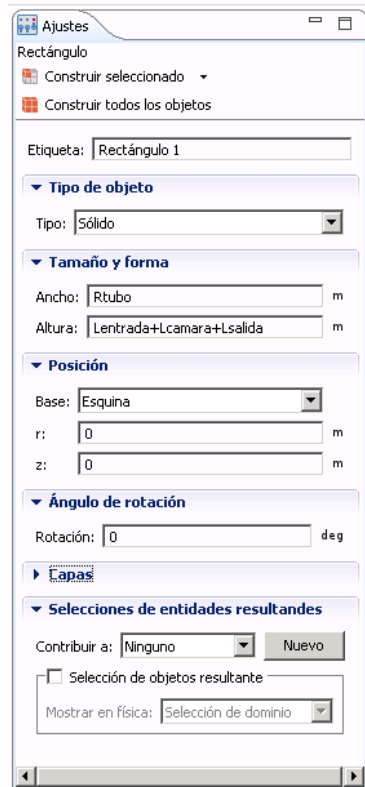 Ajustes
Rectángulo
Construir seleccionado
Construir todos los objetos
Etiqueta: Rectángulo 1
Tipo de objeto
Tipo: Sólido
Tamaño y forma
Ancho: Rtubo m
Altura: Lentrada+Lcamara+Lsalida m
Posición
Base: Esquina
r: 0 m
z: 0 m
Ángulo de rotación
Rotación: 0 deg
Capas
Selecciones de entidades resultandes
Contribuir a: Ninguno Nuevo
Selección de objetos resultante
Mostrar en física: Selección de dominio